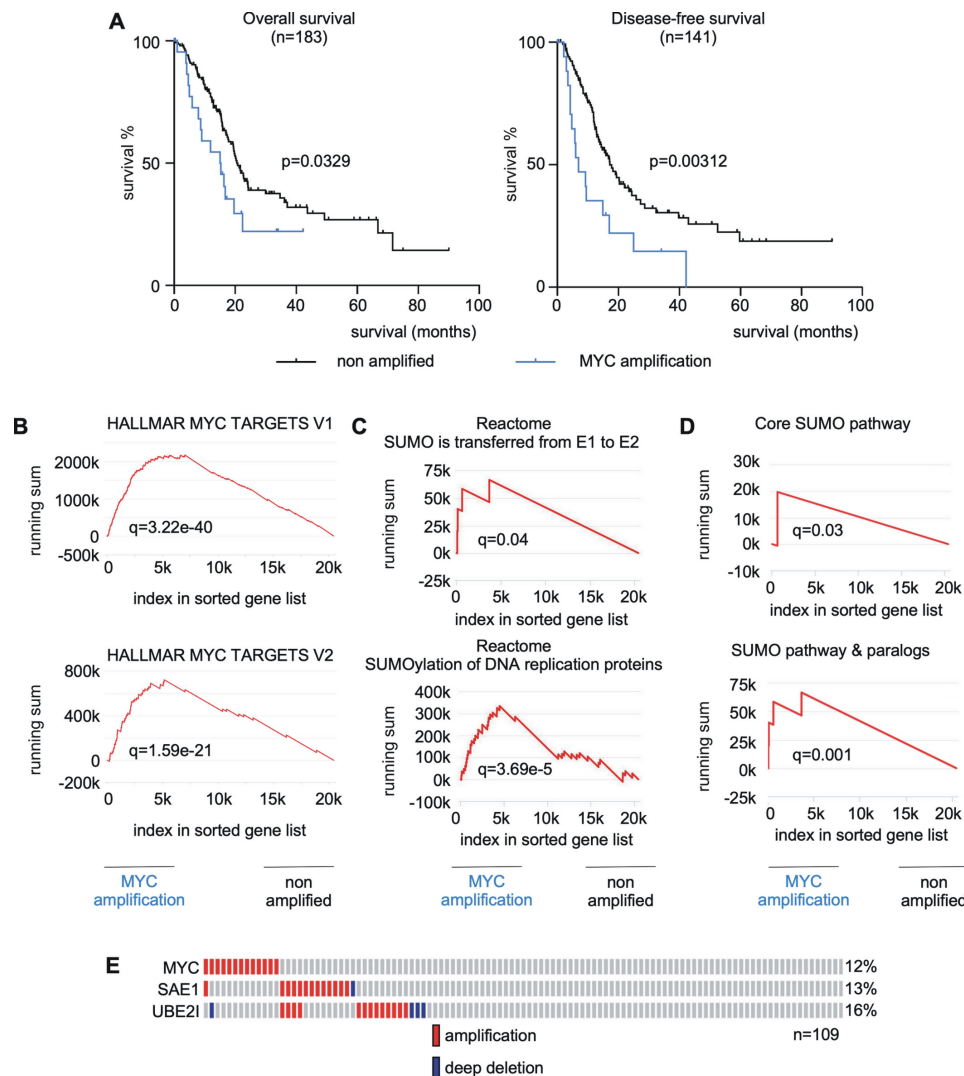 A
Overall survival
(n=183)
100
50
0
survival %
p=0.0329
0 20 40 60 80 100
survival (months)
Disease-free survival
(n=141)
100
50
0
survival %
p=0.00312
0 20 40 60 80 100
survival (months)
non amplified
MYC amplification
B
HALLMAR MYC TARGETS V1
2000k
1000k
0
-500k
running sum
q=3.22e-40
0 5k 10k 15k 20k
index in sorted gene list
HALLMAR MYC TARGETS V2
800k
400k
0
-200k
running sum
q=1.59e-21
0 5k 10k 15k 20k
index in sorted gene list
MYC
amplification
non
amplified
C
Reactome
SUMO is transferred from E1 to E2
75k
50k
25k
0k
-25k
running sum
q=0.04
0 5k 10k 15k 20k
index in sorted gene list
Reactome
SUMOylation of DNA replication proteins
400k
300k
200k
100k
0k
-100k
running sum
q=3.69e-5
0 5k 10k 15k 20k
index in sorted gene list
MYC
amplification
non
amplified
D
Core SUMO pathway
30k
20k
10k
0k
-10k
running sum
q=0.03
0 5k 10k 15k 20k
index in sorted gene list
SUMO pathway & paralogs
75k
50k
25k
0k
-25k
running sum
q=0.001
0 5k 10k 15k 20k
index in sorted gene list
MYC
amplification
non
amplified
E
MYC 12%
SAE1 13%
UBE2I 16%
amplification
n=109
deep deletion